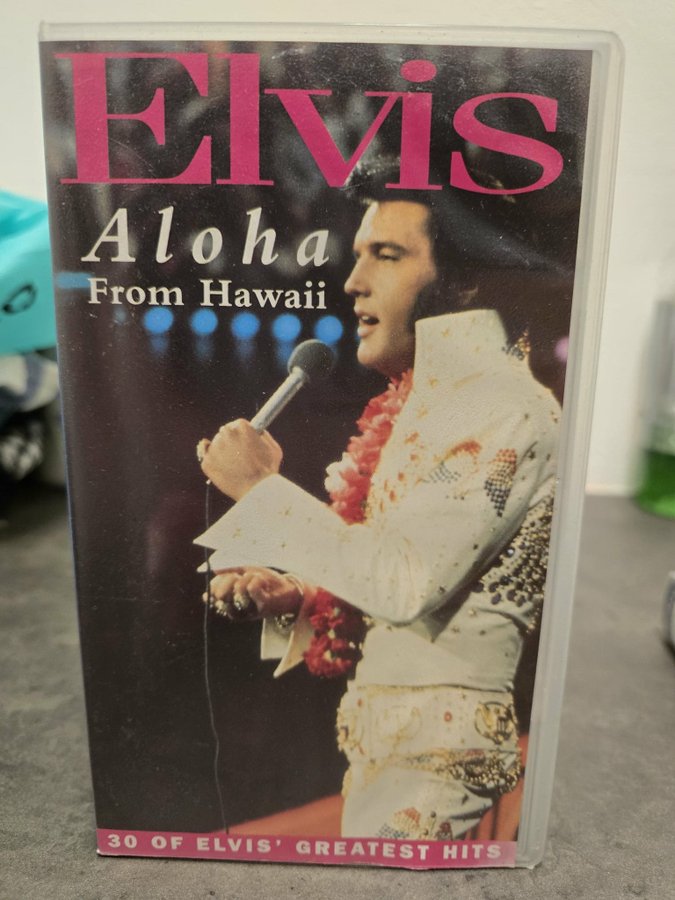 Elvis
Aloha
From Hawaii
30 OF ELVIS' GREATEST HITS